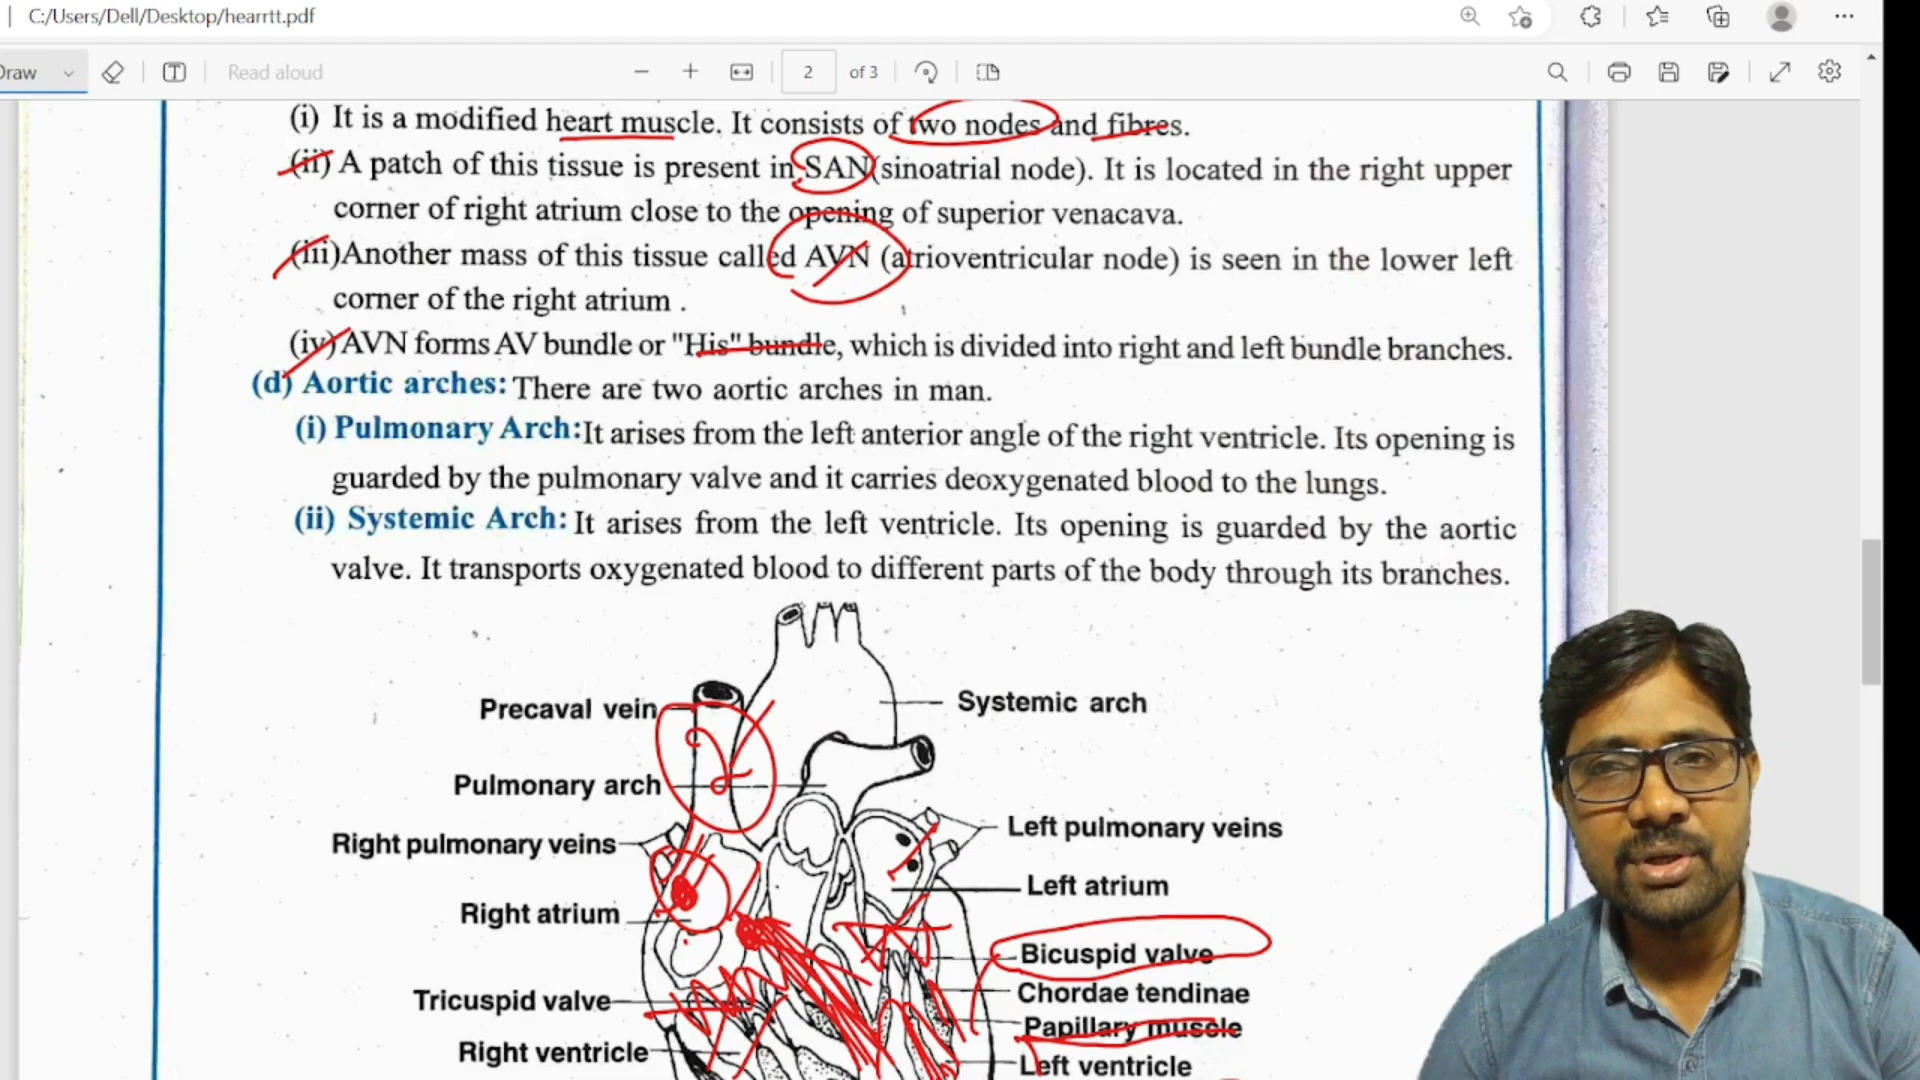 C:/Users/Dell/Desktop/hearrtt.pdf
Draw
Read aloud
2 of 3
(i) It is a modified heart muscle. It consists of two nodes and fibres.
(ii) A patch of this tissue is present in SAN(sinoatrial node). It is located in the right upper
corner of right atrium close to the opening of superior venacava.
(iii)Another mass of this tissue called AVN (atrioventricular node) is seen in the lower left
corner of the right atrium .
(iv) AVN forms AV bundle or "His" bundle, which is divided into right and left bundle branches.
(d) Aortic arches: There are two aortic arches in man.
(i) Pulmonary Arch:It arises from the left anterior angle of the right ventricle. Its opening is
guarded by the pulmonary valve and it carries deoxygenated blood to the lungs.
(ii) Systemic Arch: It arises from the left ventricle. Its opening is guarded by the aortic
valve. It transports oxygenated blood to different parts of the body through its branches.
Precaval vein
Systemic arch
Pulmonary arch
Right pulmonary veins
Left pulmonary veins
Left atrium
Right atrium
Bicuspid valve
Tricuspid valve
Chordae tendinae
Papillary muscle
Right ventricle
Left ventricle